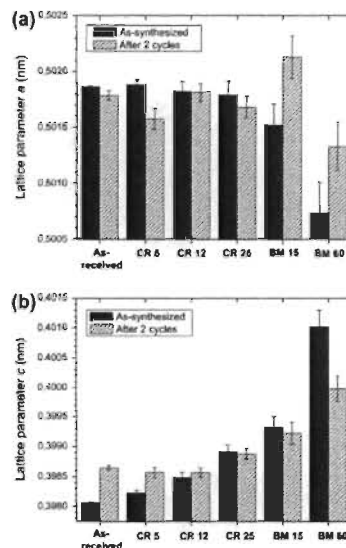 (a)
As-synthesized
After 2 cycles
Lattice parameter a (nm)
0,5025
0,5020
0,5015
0,5010
0,5005
As-received
CR 5
CR 12
CR 25
BM 15
BM 60
(b)
As-synthesized
After 2 cycles
Lattice parameter c (nm)
0,4015
0,4010
0,4005
0,4000
0,3995
0,3990
0,3985
0,3980
As-received
CR 5
CR 12
CR 25
BM 15
BM 60